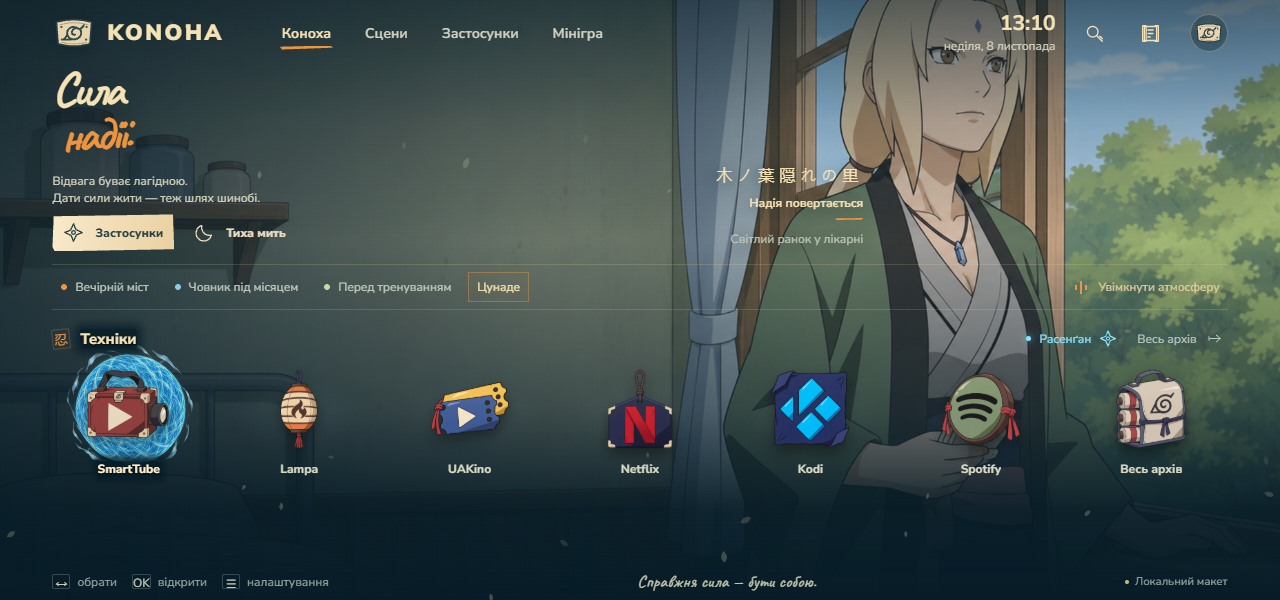 KONOHA
Коноха
Сцени
Застосунки
Мінігра
13:10
неділя, 8 листопада
Сила
надії.
Відвага буває лагідною.
Дати сили жити — теж шлях шинобі.
Застосунки
Тиха мить
木ノ葉隠れの里
Надія повертається
Світлий ранок у лікарні
Вечірній міст
Човник під місяцем
Перед тренуванням
Цунаде
Увімкнути атмосферу
忍 Техніки
Расенґан
Весь архів
SmartTube
Lampa
UAKino
N
Netflix
Kodi
Spotify
Весь архів
обрати
OK відкрити
налаштування
Справжня сила — бути собою.
Локальний макет